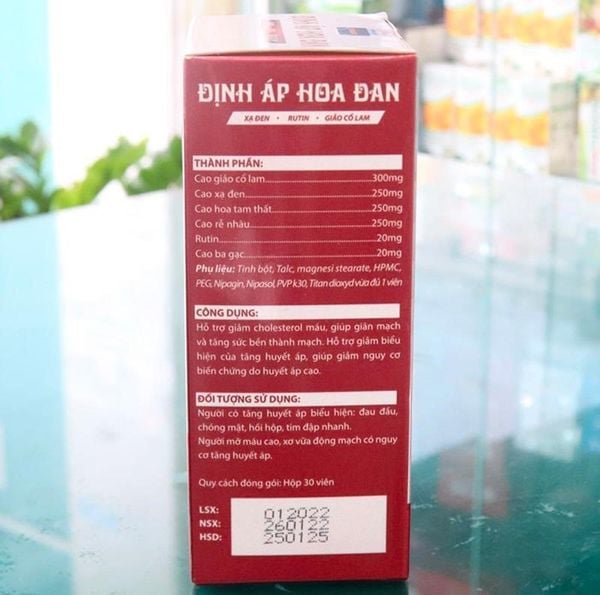 ĐỊNH ÁP HOA ĐAN
XẠ ĐEN • RUTIN • GIẢO CỔ LAM
THÀNH PHẦN:
Cao giảo cổ lam 300mg
Cao xạ đen 250mg
Cao hoa tam thất 250mg
Cao rễ nhàu 250mg
Rutin 20mg
Cao ba gạc 20mg
Phụ liệu: Tinh bột, Talc, magnesi stearate, HPMC,
PEG, Nipagin, Nipasol, PVP k30, Titan dioxyd vừa đủ 1 viên
CÔNG DỤNG:
Hỗ trợ giảm cholesterol máu, giúp giãn mạch
và tăng sức bền thành mạch. Hỗ trợ giảm biểu
hiện của tăng huyết áp, giúp giảm nguy cơ
biến chứng do huyết áp cao.
ĐỐI TƯỢNG SỬ DỤNG:
Người có tăng huyết áp biểu hiện: đau đầu,
chóng mặt, hồi hộp, tim đập nhanh.
Người mỡ máu cao, xơ vữa động mạch có nguy
cơ tăng huyết áp.
Quy cách đóng gói: Hộp 30 viên
LSX: 012022
NSX: 260122
HSD: 250125